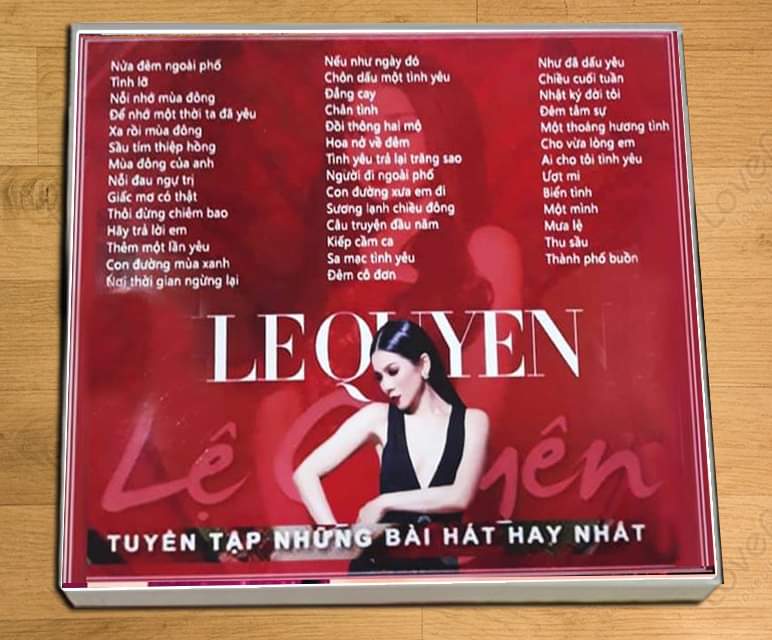 Nửa đêm ngoài phố
Tình lỡ
Nỗi nhớ mùa đông
Để nhớ một thời ta đã yêu
Xa rồi mùa đông
Sầu tím thiệp hồng
Mùa đông của anh
Nỗi đau ngự trị
Giấc mơ có thật
Thôi đừng chiêm bao
Hãy trả lời em
Thêm một lần yêu
Con đường mùa xanh
Nơi thời gian ngừng lại
Nếu như ngày đó
Chôn dấu một tình yêu
Đắng cay
Chân tình
Đồi thông hai mộ
Hoa nở về đêm
Tình yêu trả lại trăng sao
Người đi ngoài phố
Con đường xưa em đi
Sương lạnh chiều đông
Câu truyện đầu năm
Kiếp cầm ca
Sa mạc tình yêu
Đêm cô đơn
Như đã dấu yêu
Chiều cuối tuần
Nhật ký đời tôi
Đêm tâm sự
Một thoáng hương tình
Cho vừa lòng em
Ai cho tôi tình yêu
Ượt mi
Biển tình
Một mình
Mưa lệ
Thu sầu
Thành phố buồn
LE QUYEN
Lệ Quyên
TUYỂN TẬP NHỮNG BÀI HÁT HAY NHẤT